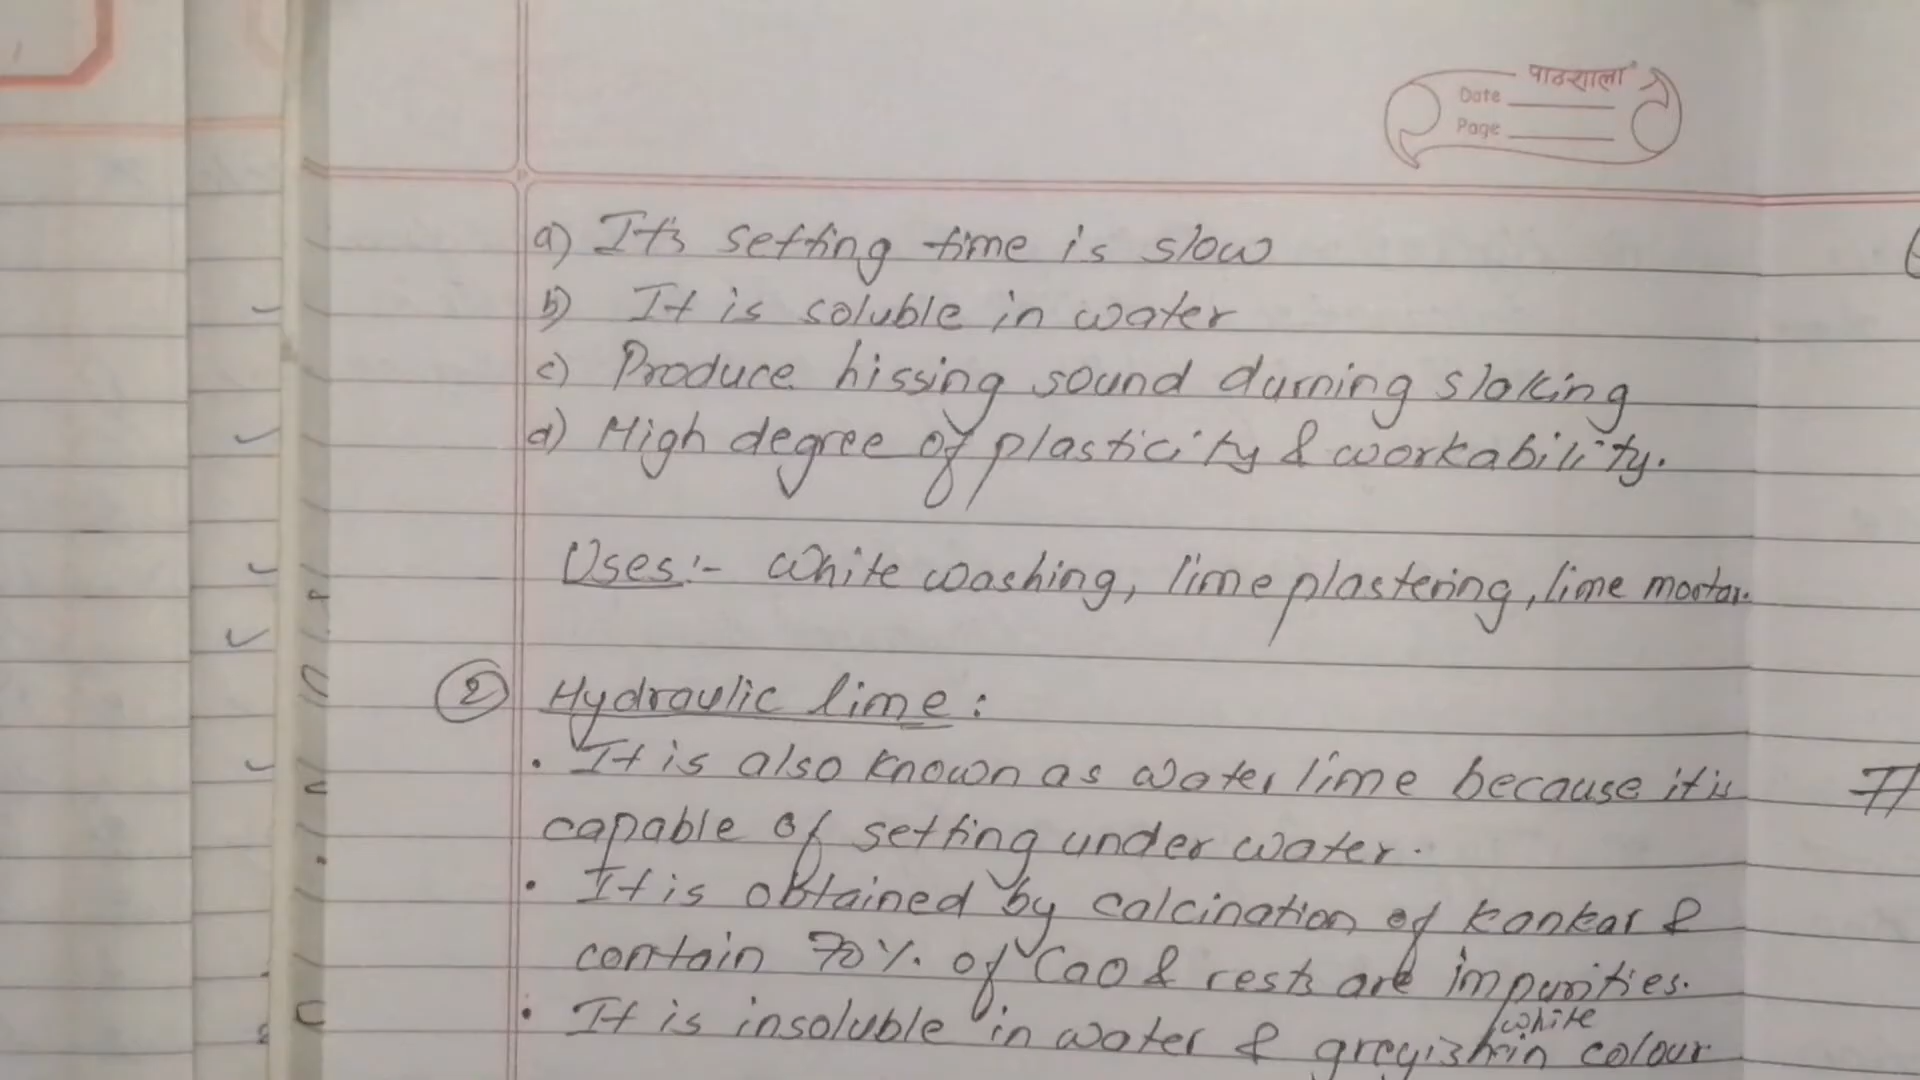 पाठशाला
Date
Page
a) It's setting time is slow
b) It is soluble in water
c) Produce hissing sound durning slaking
d) High degree of plasticity & workability.
Uses:- White washing, lime plastering, lime mortar.
② Hydraulic lime:
• It is also known as water lime because it is
capable of setting under water.
• It is obtained by calcination of kankar &
contain 70% of CaO & rests are impurities.
white
• It is insoluble in water & greyish in colour